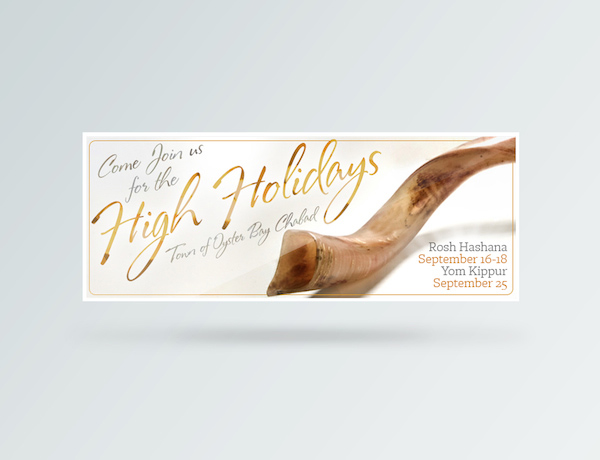 Come Join us
for the
High Holidays
Town of Oyster Bay Chabad
Rosh Hashana
September 16-18
Yom Kippur
September 25